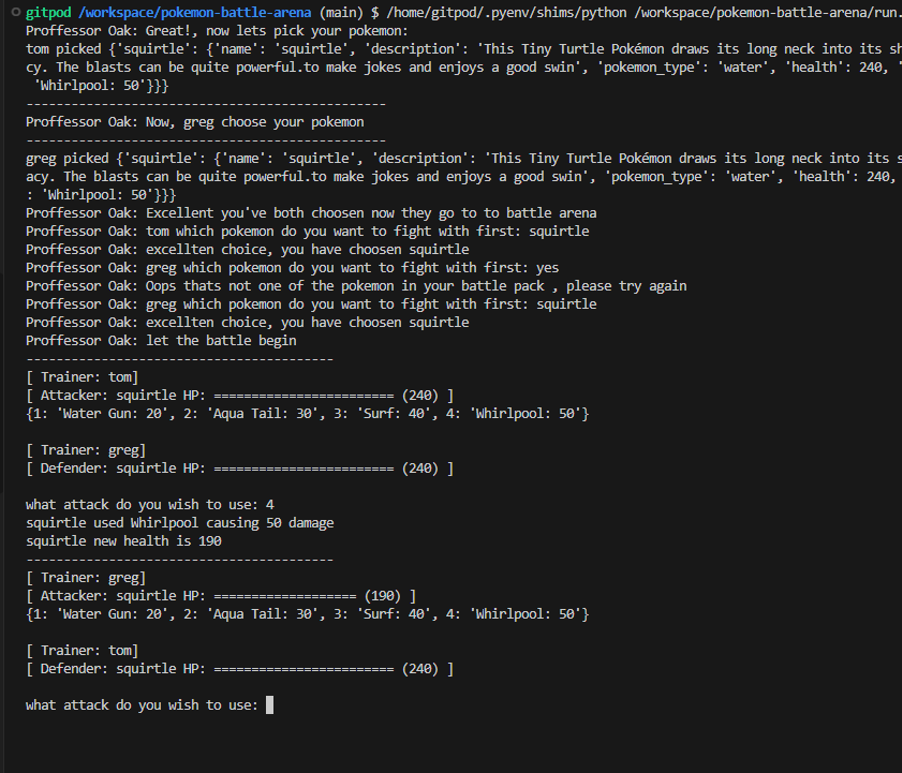 gitpod /workspace/pokemon-battle-arena (main) $ /home/gitpod/.pyenv/shims/python /workspace/pokemon-battle-arena/run.
Proffessor Oak: Great!, now lets pick your pokemon:
tom picked {'squirtle': {'name': 'squirtle', 'description': 'This Tiny Turtle Pokémon draws its long neck into its sh
cy. The blasts can be quite powerful.to make jokes and enjoys a good swin', 'pokemon_type': 'water', 'health': 240, '
'Whirlpool: 50'}}}
------------------------------------------------
Proffessor Oak: Now, greg choose your pokemon
------------------------------------------------
greg picked {'squirtle': {'name': 'squirtle', 'description': 'This Tiny Turtle Pokémon draws its long neck into its s
acy. The blasts can be quite powerful.to make jokes and enjoys a good swin', 'pokemon_type': 'water', 'health': 240,
: 'Whirlpool: 50'}}}
Proffessor Oak: Excellent you've both choosen now they go to to battle arena
Proffessor Oak: tom which pokemon do you want to fight with first: squirtle
Proffessor Oak: excellten choice, you have choosen squirtle
Proffessor Oak: greg which pokemon do you want to fight with first: yes
Proffessor Oak: Oops thats not one of the pokemon in your battle pack , please try again
Proffessor Oak: greg which pokemon do you want to fight with first: squirtle
Proffessor Oak: excellten choice, you have choosen squirtle
Proffessor Oak: let the battle begin
-----------------------------------------
[ Trainer: tom]
[ Attacker: squirtle HP: ======================== (240) ]
{1: 'Water Gun: 20', 2: 'Aqua Tail: 30', 3: 'Surf: 40', 4: 'Whirlpool: 50'}
[ Trainer: greg]
[ Defender: squirtle HP: ======================== (240) ]
what attack do you wish to use: 4
squirtle used Whirlpool causing 50 damage
squirtle new health is 190
-----------------------------------------
[ Trainer: greg]
[ Attacker: squirtle HP: =================== (190) ]
{1: 'Water Gun: 20', 2: 'Aqua Tail: 30', 3: 'Surf: 40', 4: 'Whirlpool: 50'}
[ Trainer: tom]
[ Defender: squirtle HP: ======================== (240) ]
what attack do you wish to use: